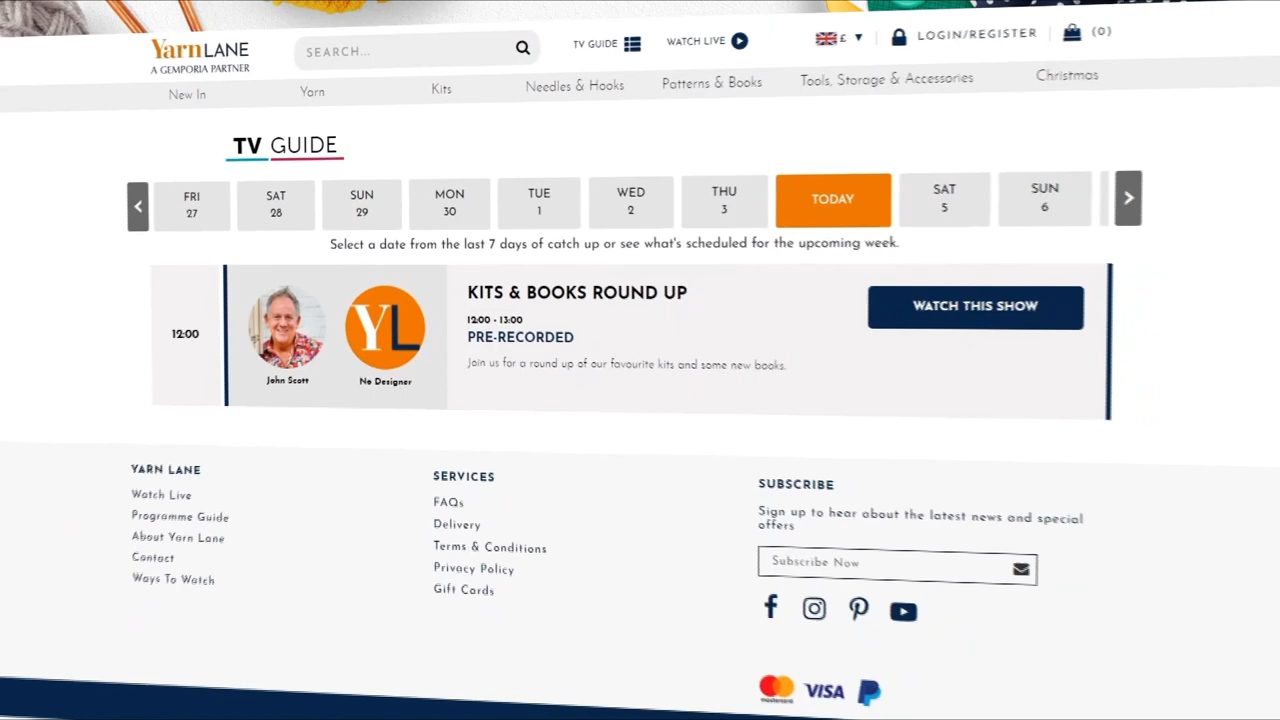 YarnLANE
A GEMPORIA PARTNER
SEARCH...
TV GUIDE
WATCH LIVE
£
LOGIN/REGISTER
(0)
New In
Yarn
Kits
Needles & Hooks
Patterns & Books
Tools, Storage & Accessories
Christmas
TV GUIDE
FRI
27
SAT
28
SUN
29
MON
30
TUE
1
WED
2
THU
3
TODAY
SAT
5
SUN
6
Select a date from the last 7 days of catch up or see what's scheduled for the upcoming week.
12:00
YL
John Scott
No Designer
KITS & BOOKS ROUND UP
12:00 - 13:00
PRE-RECORDED
Join us for a round up of our favourite kits and some new books.
WATCH THIS SHOW
YARN LANE
Watch Live
Programme Guide
About Yarn Lane
Contact
Ways To Watch
SERVICES
FAQs
Delivery
Terms & Conditions
Privacy Policy
Gift Cards
SUBSCRIBE
Sign up to hear about the latest news and special
offers
Subscribe Now
mastercard
VISA